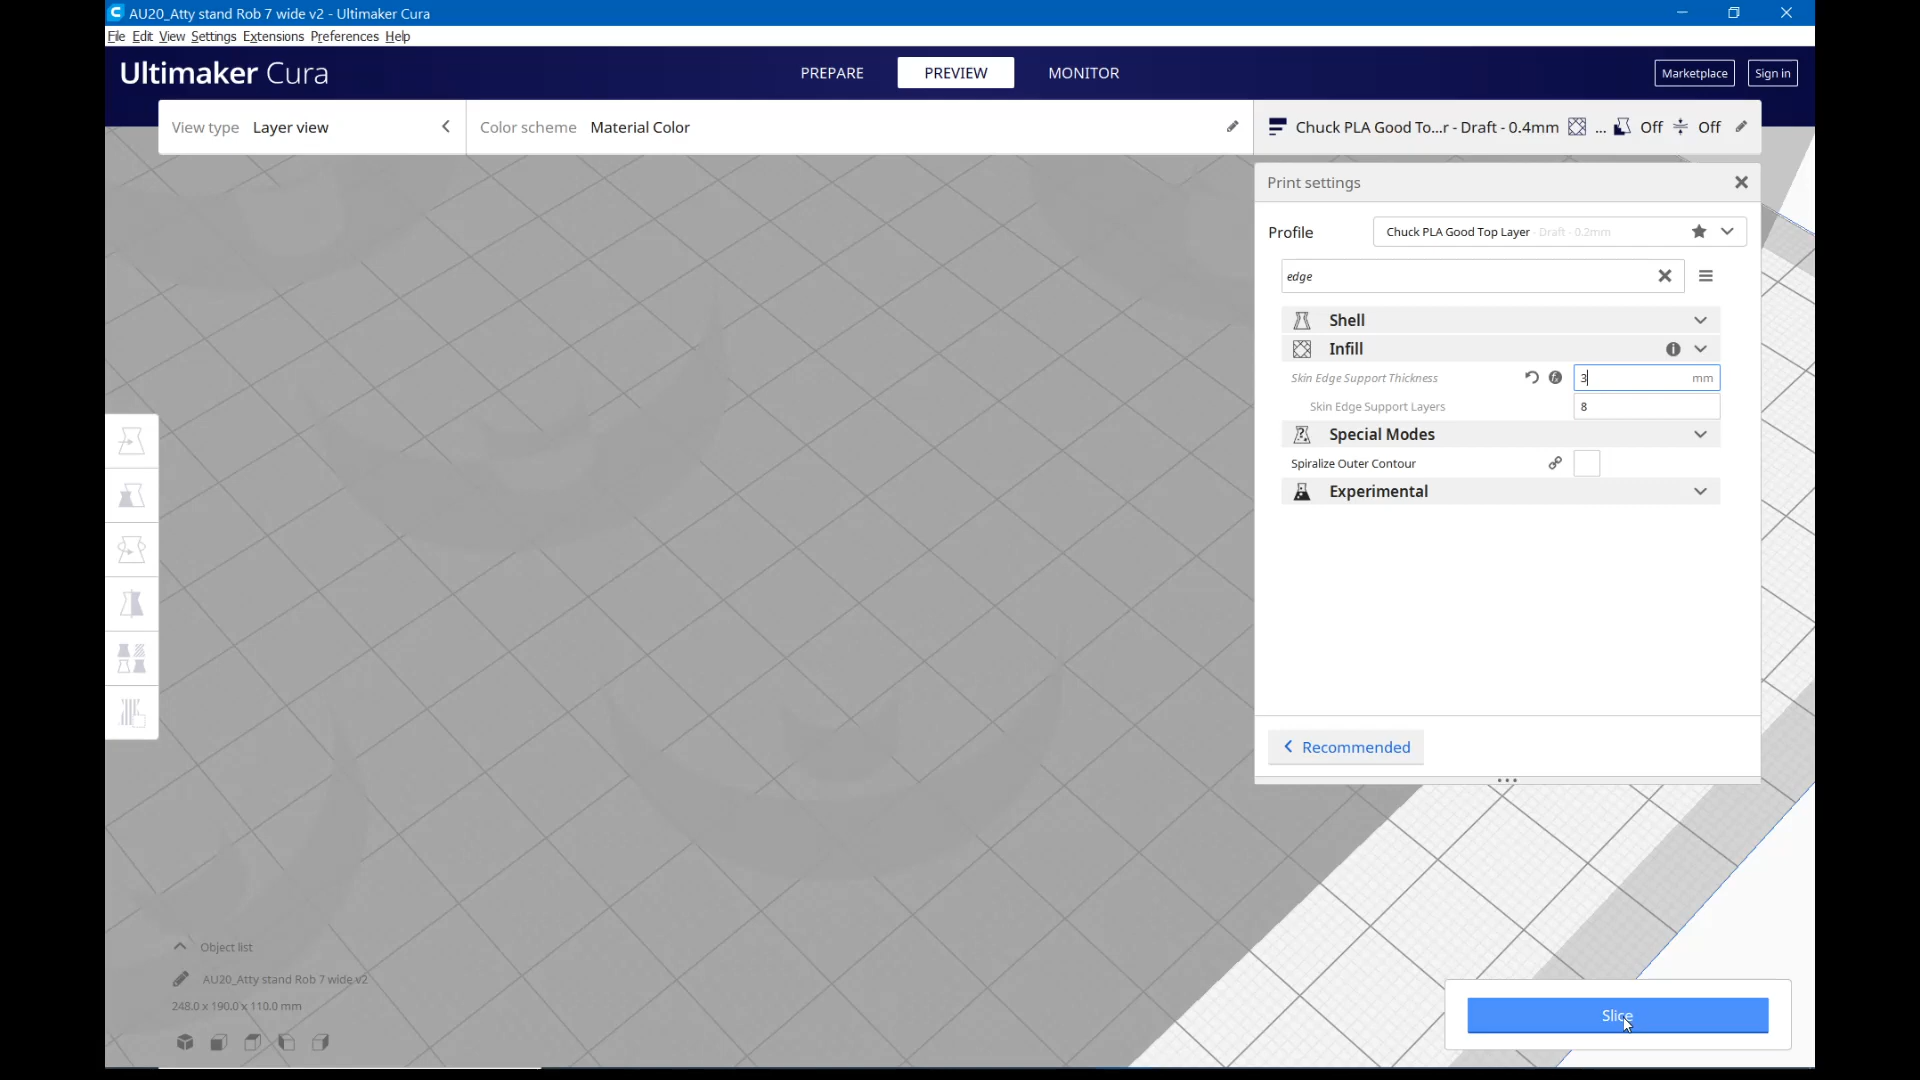 AU20_Atty stand Rob 7 wide v2 - Ultimaker Cura
File Edit View Settings Extensions Preferences Help
Ultimaker Cura
PREPARE
PREVIEW
MONITOR
Marketplace
Sign in
View type Layer view
Color scheme Material Color
Chuck PLA Good To...r - Draft - 0.4mm ... Off Off
Print settings
Profile
Chuck PLA Good Top Layer - Draft - 0.2mm
edge
Shell
Infill
Skin Edge Support Thickness 3 mm
Skin Edge Support Layers 8
Special Modes
Spiralize Outer Contour
Experimental
Recommended
Object list
AU20_Atty stand Rob 7 wide v2
248.0 x 190.0 x 110.0 mm
Slice